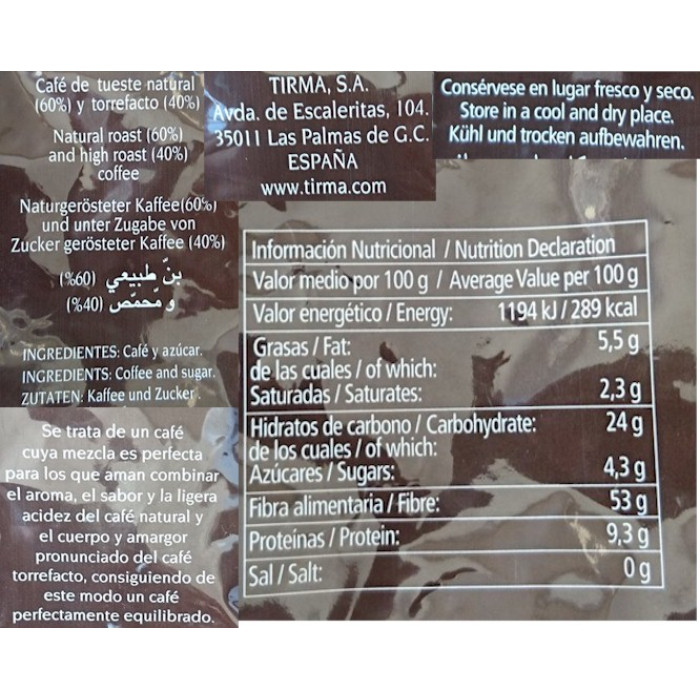 Café de tueste natural
(60%) y torrefacto (40%)
Natural roast (60%)
and high roast (40%)
coffee
Naturgerösteter Kaffee(60%)
und unter Zugabe von
Zucker gerösteter Kaffee (40%)
بنّ طبيعي (60%)
و محمّص (40%)
INGREDIENTES: Café y azúcar.
INGREDIENTS: Coffee and sugar.
ZUTATEN: Kaffee und Zucker.
Se trata de un café
cuya mezcla es perfecta
para los que aman combinar
el aroma, el sabor y la ligera
acidez del café natural y
el cuerpo y amargor
pronunciado del café
torrefacto, consiguiendo de
este modo un café
perfectamente equilibrado.
TIRMA, S.A.
Avda. de Escaleritas, 104.
35011 Las Palmas de G.C.
ESPAÑA
www.tirma.com
Consérvese en lugar fresco y seco.
Store in a cool and dry place.
Kühl und trocken aufbewahren.
Información Nutricional / Nutrition Declaration
Valor medio por 100 g / Average Value per 100 g
Valor energético / Energy: 1194 kJ / 289 kcal
Grasas / Fat: 5,5 g
de las cuales / of which:
Saturadas / Saturates: 2,3 g
Hidratos de carbono / Carbohydrate: 24 g
de los cuales / of which:
Azúcares / Sugars: 4,3 g
Fibra alimentaria / Fibre: 53 g
Proteínas / Protein: 9,3 g
Sal / Salt: 0 g